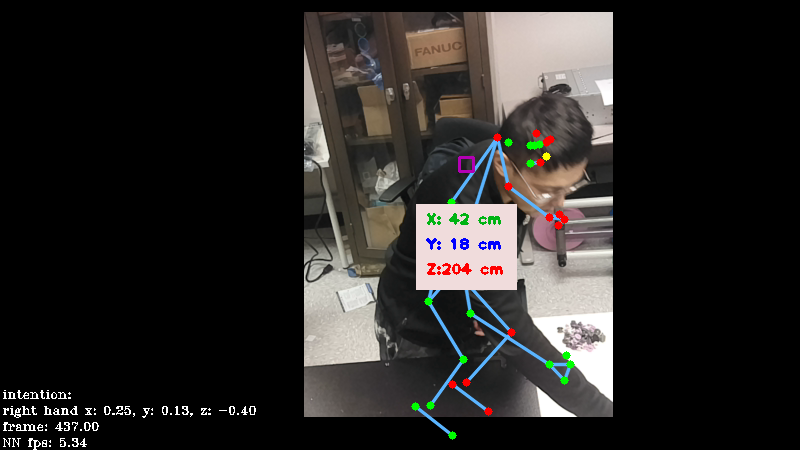 FANUC
X: 42 cm
Y: 18 cm
Z:204 cm
intention:
right hand x: 0.25, y: 0.13, z: -0.40
frame: 437.00
NN fps: 5.34